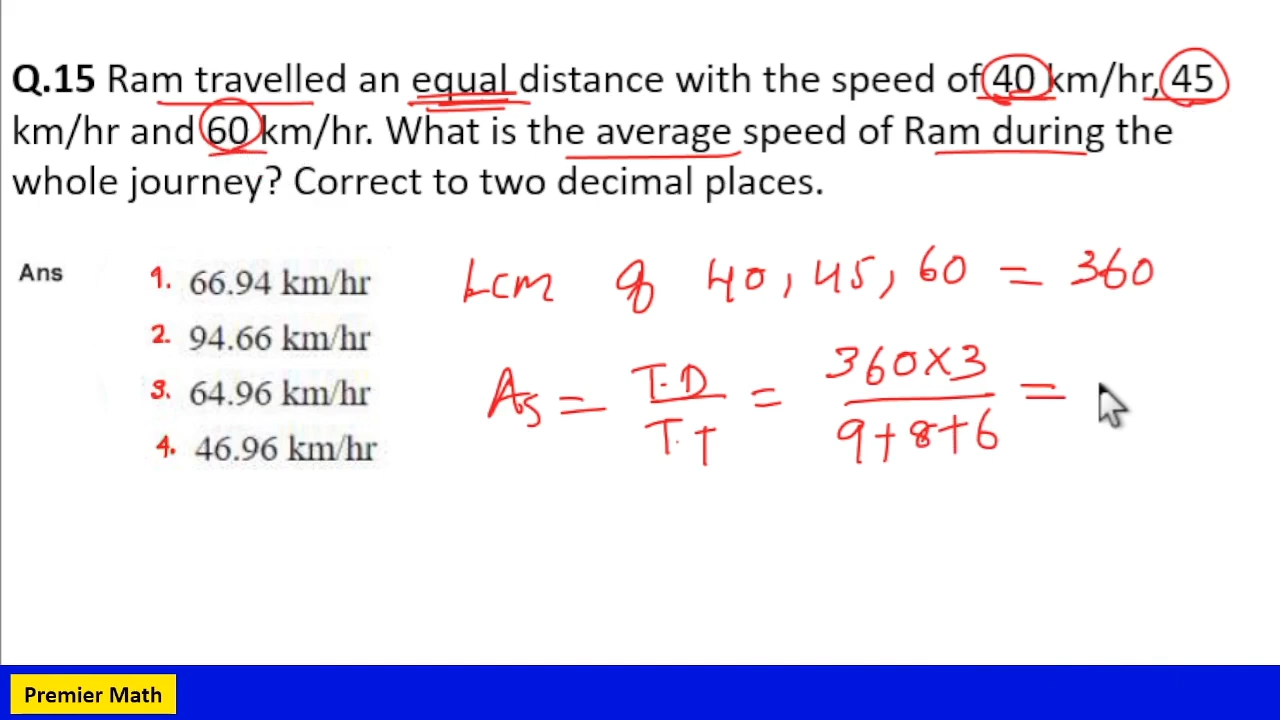 Q.15 Ram travelled an equal distance with the speed of 40 km/hr, 45
km/hr and 60 km/hr. What is the average speed of Ram during the
whole journey? Correct to two decimal places.
Ans
1. 66.94 km/hr
2. 94.66 km/hr
3. 64.96 km/hr
4. 46.96 km/hr
Lcm of 40, 45, 60 = 360
As = T.D / T.T = 360×3 / 9+8+6 =
Premier Math